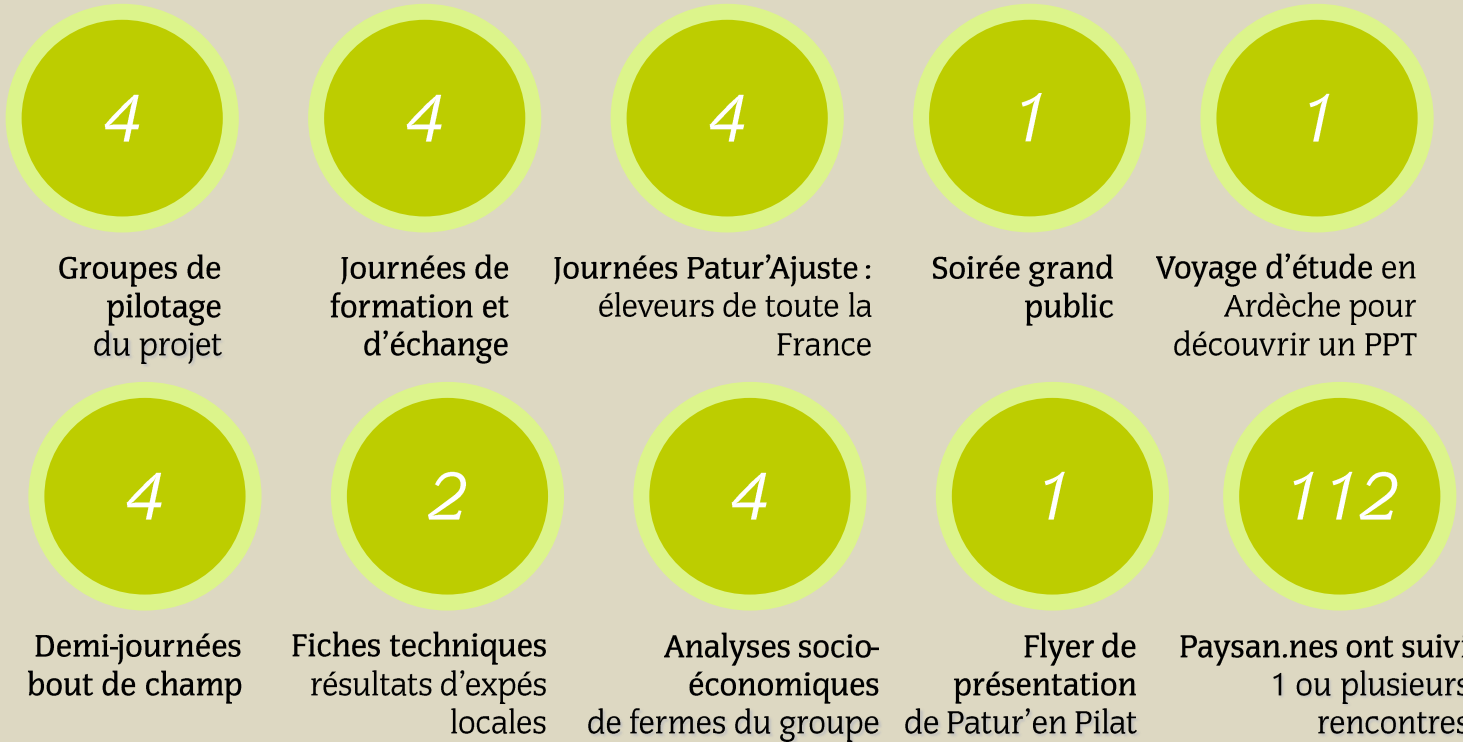 4
Groupes de
pilotage
du projet
4
Journées de
formation et
d'échange
4
Journées Patur'Ajuste :
éleveurs de toute la
France
1
Soirée grand
public
1
Voyage d'étude en
Ardèche pour
découvrir un PPT
4
Demi-journées
bout de champ
2
Fiches techniques
résultats d'expés
locales
4
Analyses socio-
économiques
de fermes du groupe
1
Flyer de
présentation
de Patur'en Pilat
112
Paysan.nes ont suivi
1 ou plusieurs
rencontres